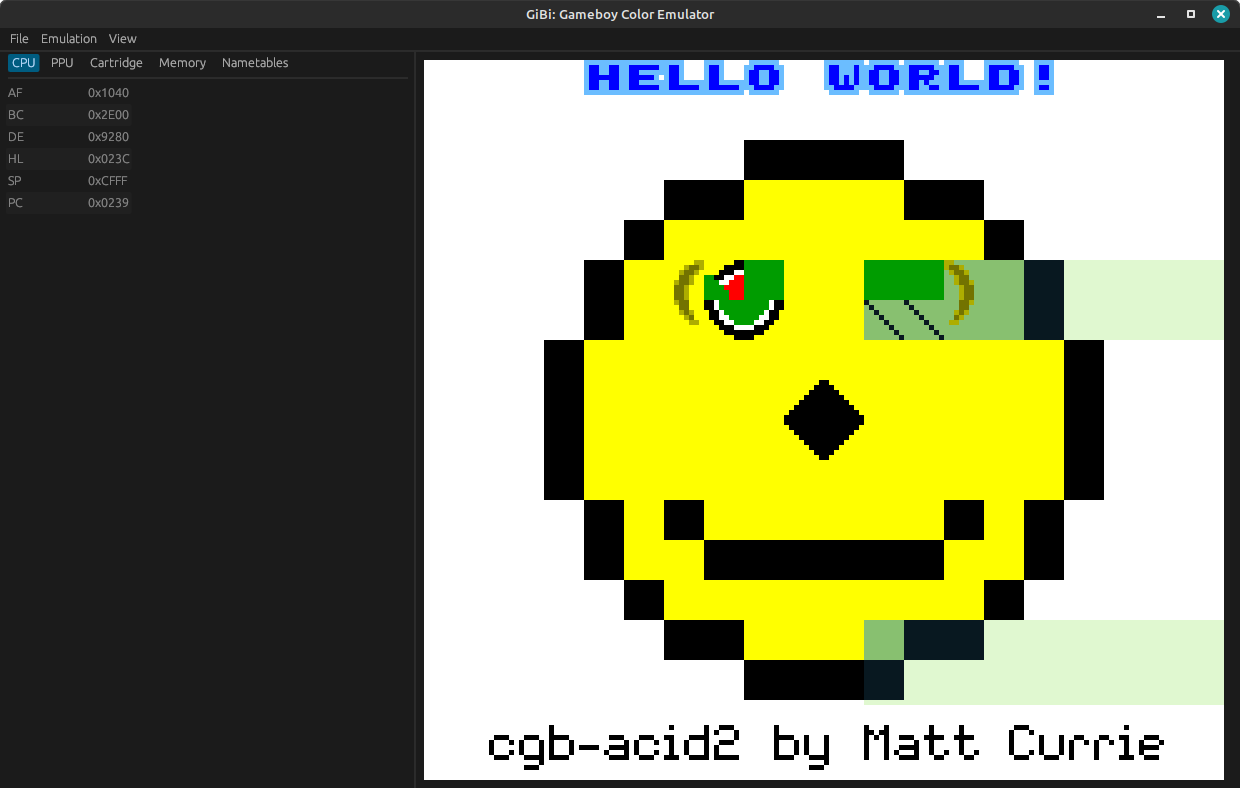 GiBi: Gameboy Color Emulator
File Emulation View
CPU PPU Cartridge Memory Nametables
AF 0x1040
BC 0x2E00
DE 0x9280
HL 0x023C
SP 0xCFFF
PC 0x0239
HELLO WORLD!
cgb-acid2 by Matt Currie